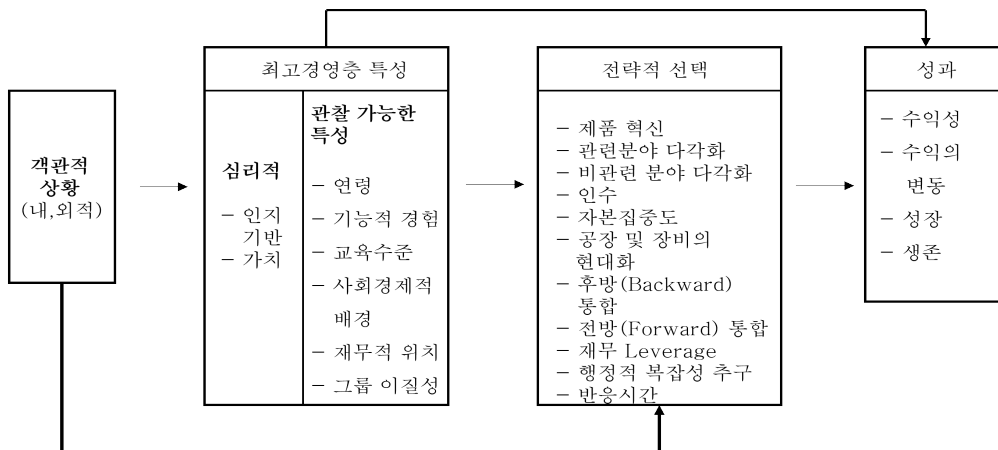 객관적
상황
(내,외적)
최고경영층 특성
심리적
- 인지
기반
- 가치
관찰 가능한
특성
- 연령
- 기능적 경험
- 교육수준
- 사회경제적
배경
- 재무적 위치
- 그룹 이질성
전략적 선택
- 제품 혁신
- 관련분야 다각화
- 비관련 분야 다각화
- 인수
- 자본집중도
- 공장 및 장비의
현대화
- 후방(Backward)
통합
- 전방(Forward) 통합
- 재무 Leverage
- 행정적 복잡성 추구
- 반응시간
성과
- 수익성
- 수익의
변동
- 성장
- 생존